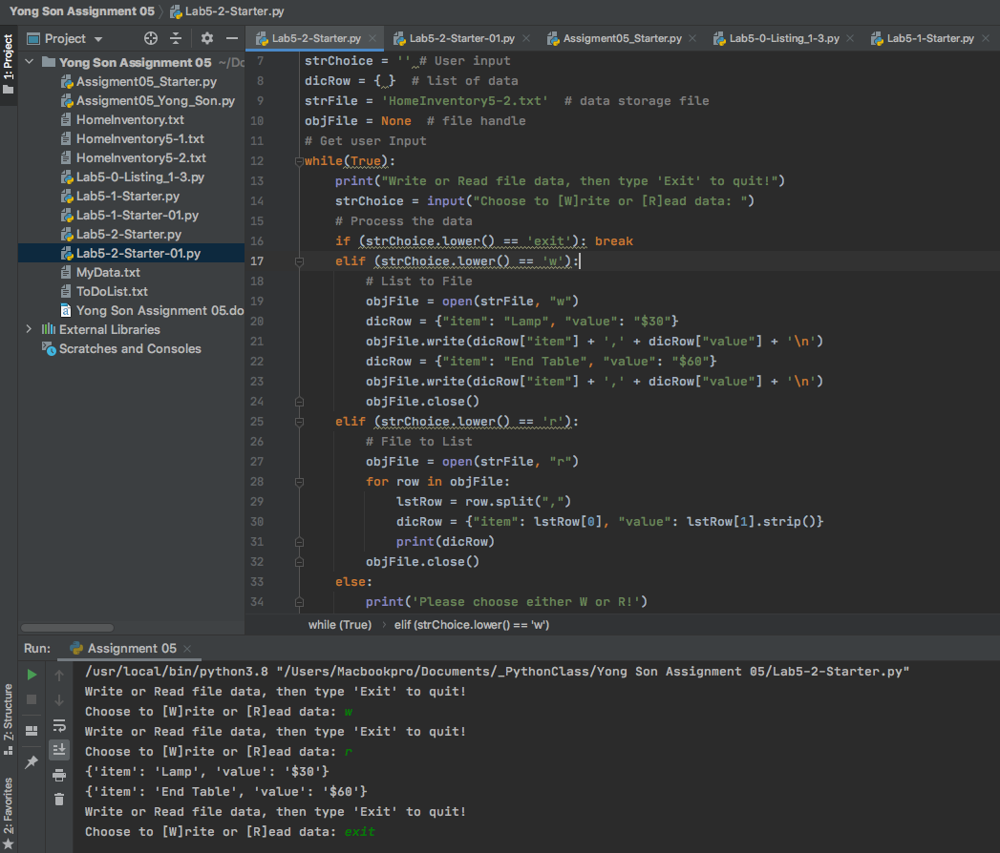 Yong Son Assignment 05 Lab5-2-Starter.py
1: Project
Project
Lab5-2-Starter.py Lab5-2-Starter-01.py Assigment05_Starter.py Lab5-0-Listing_1-3.py Lab5-1-Starter.py
Yong Son Assignment 05 ~/Do
Assigment05_Starter.py
Assigment05_Yong_Son.py
HomeInventory.txt
HomeInventory5-1.txt
HomeInventory5-2.txt
Lab5-0-Listing_1-3.py
Lab5-1-Starter.py
Lab5-1-Starter-01.py
Lab5-2-Starter.py
Lab5-2-Starter-01.py
MyData.txt
ToDoList.txt
Yong Son Assignment 05.do
External Libraries
Scratches and Consoles
7 strChoice = '' # User input
8 dicRow = { } # list of data
9 strFile = 'HomeInventory5-2.txt' # data storage file
10 objFile = None # file handle
11 # Get user Input
12 while(True):
13 print("Write or Read file data, then type 'Exit' to quit!")
14 strChoice = input("Choose to [W]rite or [R]ead data: ")
15 # Process the data
16 if (strChoice.lower() == 'exit'): break
17 elif (strChoice.lower() == 'w'):
18 # List to File
19 objFile = open(strFile, "w")
20 dicRow = {"item": "Lamp", "value": "$30"}
21 objFile.write(dicRow["item"] + ',' + dicRow["value"] + '\n')
22 dicRow = {"item": "End Table", "value": "$60"}
23 objFile.write(dicRow["item"] + ',' + dicRow["value"] + '\n')
24 objFile.close()
25 elif (strChoice.lower() == 'r'):
26 # File to List
27 objFile = open(strFile, "r")
28 for row in objFile:
29 lstRow = row.split(",")
30 dicRow = {"item": lstRow[0], "value": lstRow[1].strip()}
31 print(dicRow)
32 objFile.close()
33 else:
34 print('Please choose either W or R!')
while (True) elif (strChoice.lower() == 'w')
Run: Assignment 05
/usr/local/bin/python3.8 "/Users/Macbookpro/Documents/_PythonClass/Yong Son Assignment 05/Lab5-2-Starter.py"
Write or Read file data, then type 'Exit' to quit!
Choose to [W]rite or [R]ead data: w
Write or Read file data, then type 'Exit' to quit!
Choose to [W]rite or [R]ead data: r
{'item': 'Lamp', 'value': '$30'}
{'item': 'End Table', 'value': '$60'}
Write or Read file data, then type 'Exit' to quit!
Choose to [W]rite or [R]ead data: exit
7: Structure
2: Favorites